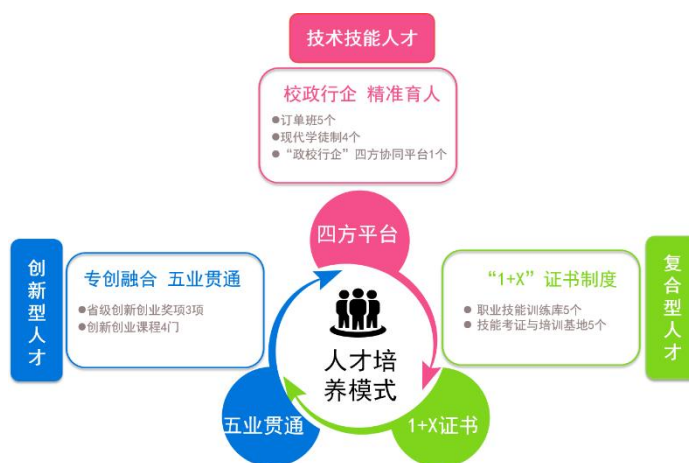 技术技能人才
校政行企 精准育人
●订单班5个
●现代学徒制4个
●“政校行企”四方协同平台1个
四方平台
创新型人才
专创融合 五业贯通
●省级创新创业奖项3项
●创新创业课程4门
“1+X”证书制度
● 职业技能训练库5个
● 技能考证与培训基地5个
复合型人才
人才培
养模式
五业贯通
1+X证书